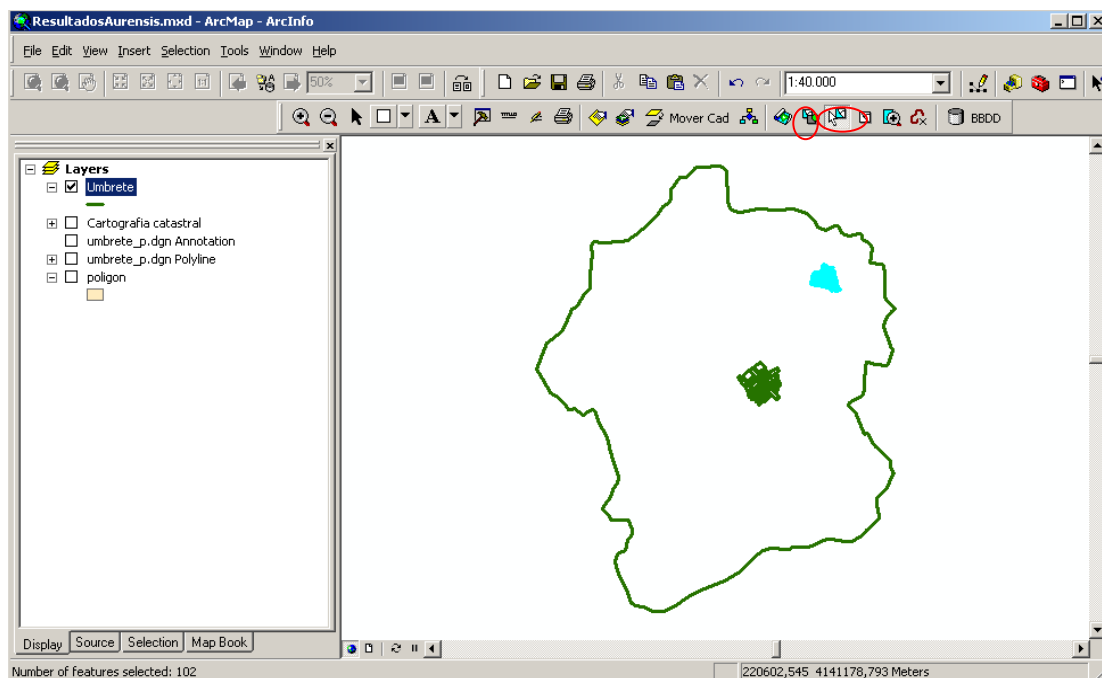 ResultadosAurensis.mxd - ArcMap - ArcInfo
File Edit View Insert Selection Tools Window Help
50%
1:40.000
A Mover Cad BBDD
Layers
Umbrete
Cartografia catastral
umbrete_p.dgn Annotation
umbrete_p.dgn Polyline
poligon
Display Source Selection Map Book
Number of features selected: 102
220602,545 4141178,793 Meters